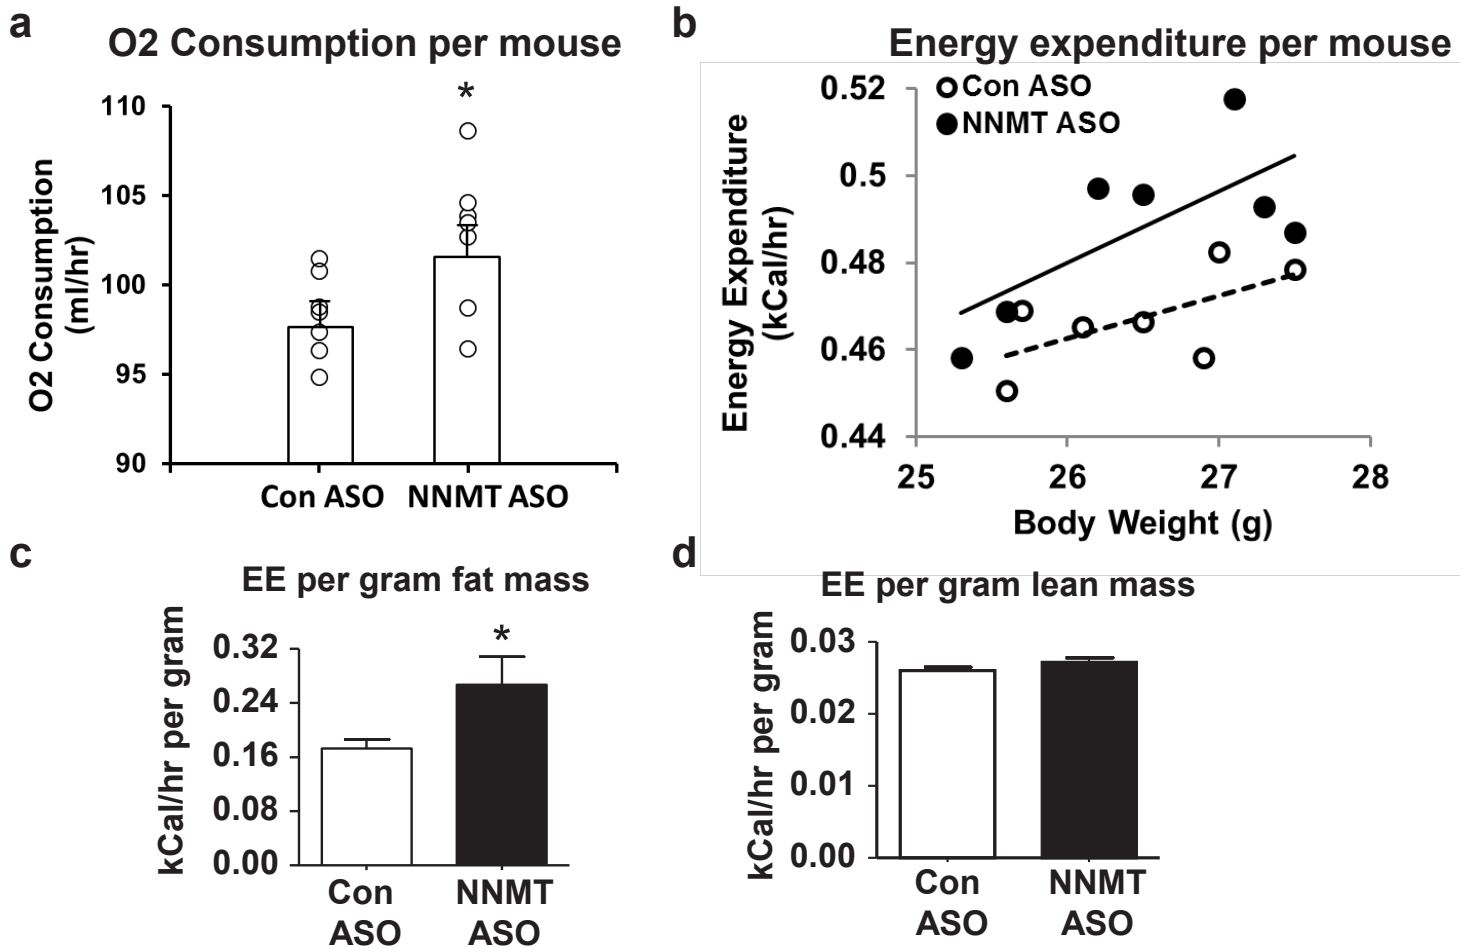 a
O2 Consumption per mouse
*
110
105
100
95
90
O2 Consumption
(ml/hr)
Con ASO
NNMT ASO
b
Energy expenditure per mouse
Con ASO
NNMT ASO
0.52
0.5
0.48
0.46
0.44
Energy Expenditure
(kCal/hr)
25
26
27
28
Body Weight (g)
c
EE per gram fat mass
*
0.32
0.24
0.16
0.08
0.00
kCal/hr per gram
Con
ASO
NNMT
ASO
d
EE per gram lean mass
0.03
0.02
0.01
0.00
kCal/hr per gram
Con
ASO
NNMT
ASO